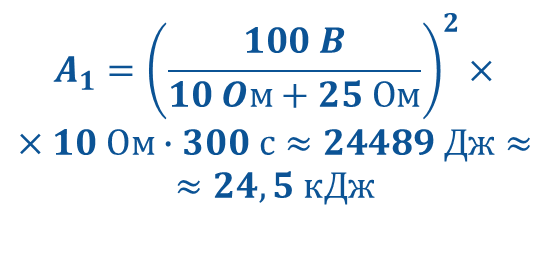 A₁ = (100 В / 10 Ом + 25 Ом)² ×
× 10 Ом · 300 с ≈ 24489 Дж ≈
≈ 24,5 кДж